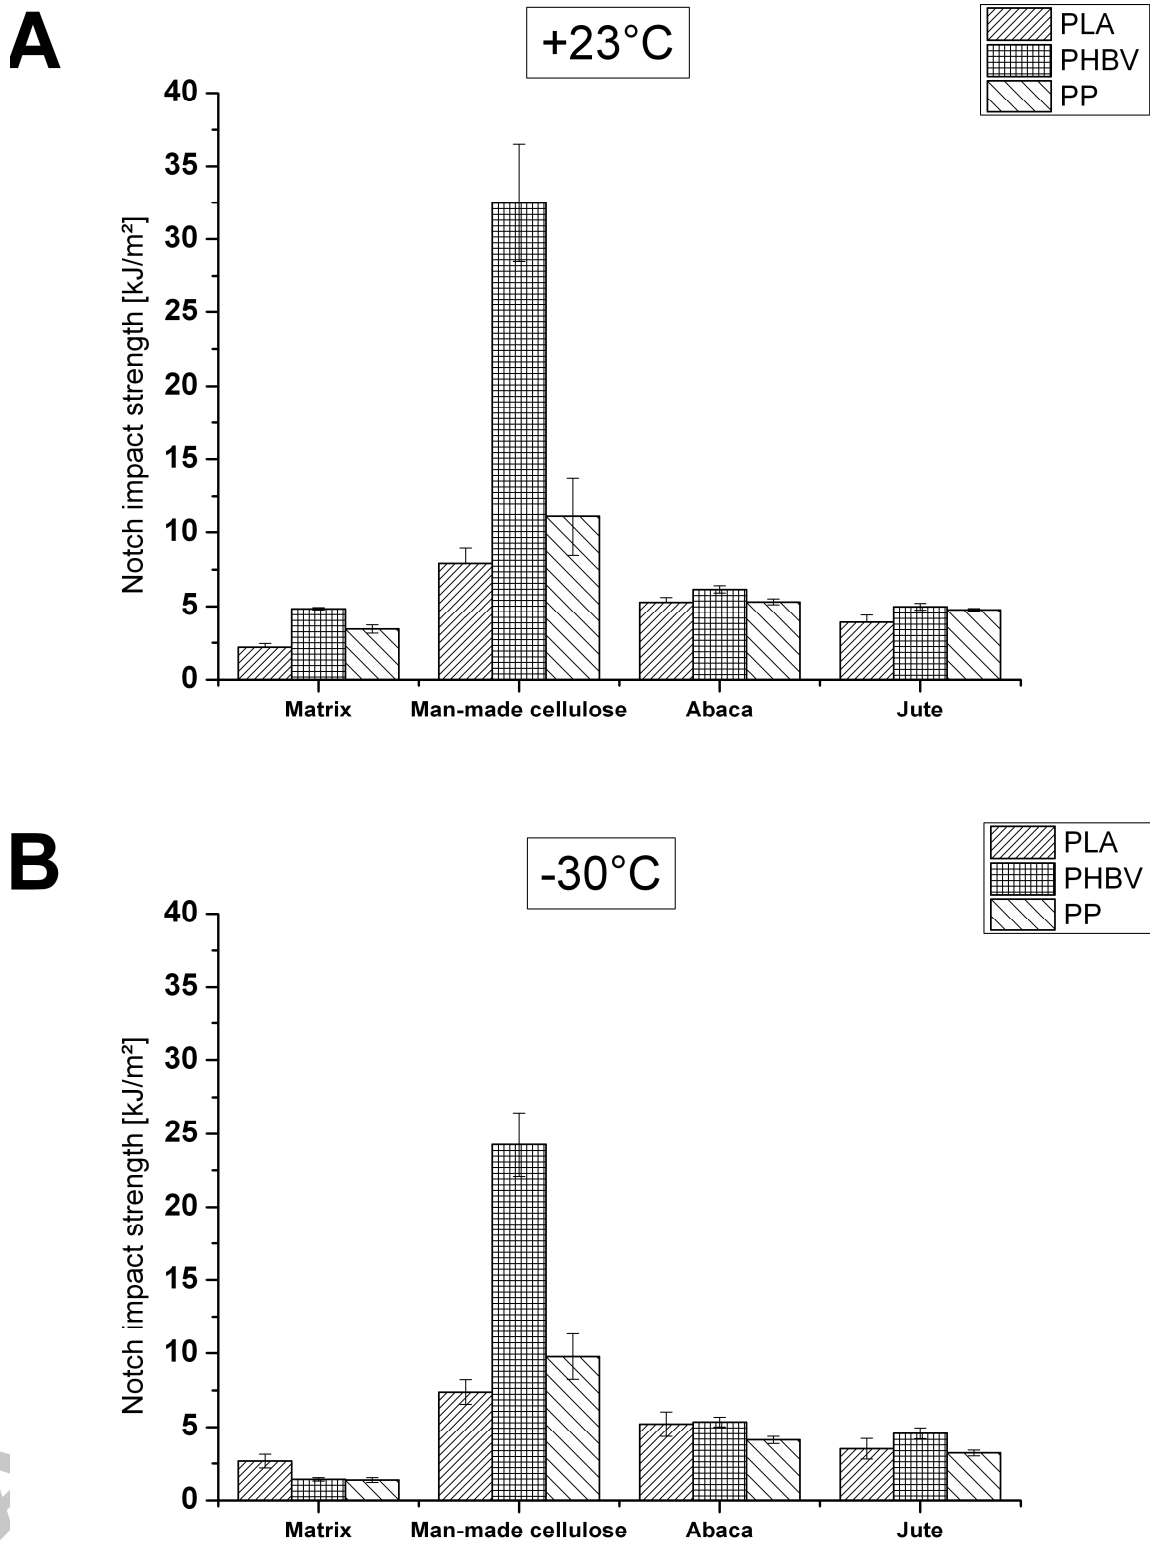 A
+23°C
PLA
PHBV
PP
40
35
30
25
20
15
10
5
0
Notch impact strength [kJ/m²]
Matrix
Man-made cellulose
Abaca
Jute
B
-30°C
PLA
PHBV
PP
40
35
30
25
20
15
10
5
0
Notch impact strength [kJ/m²]
Matrix
Man-made cellulose
Abaca
Jute